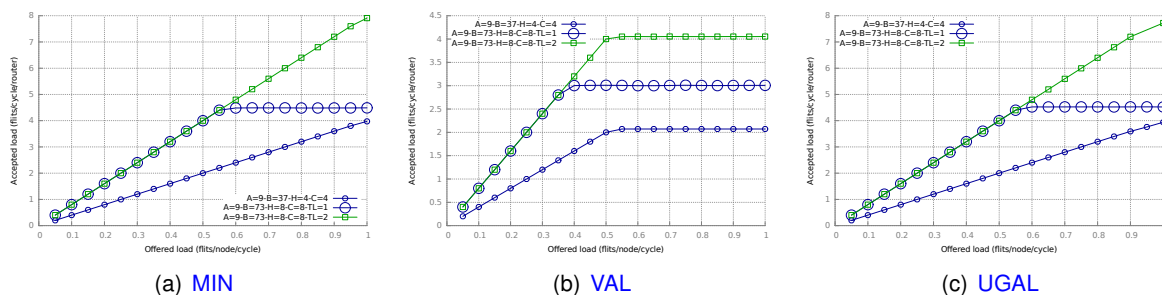 8
7
6
5
4
3
2
1
0
Accepted load (flits/cycle/router)
A=9-B=37-H=4-C=4
A=9-B=73-H=8-C=8-TL=1
A=9-B=73-H=8-C=8-TL=2
0 0.1 0.2 0.3 0.4 0.5 0.6 0.7 0.8 0.9 1
Offered load (flits/node/cycle)
(a) MIN
4.5
4
3.5
3
2.5
2
1.5
1
0.5
0
Accepted load (flits/cycle/router)
A=9-B=37-H=4-C=4
A=9-B=73-H=8-C=8-TL=1
A=9-B=73-H=8-C=8-TL=2
0 0.1 0.2 0.3 0.4 0.5 0.6 0.7 0.8 0.9 1
Offered load (flits/node/cycle)
(b) VAL
8
7
6
5
4
3
2
1
0
Accepted load (flits/cycle/router)
A=9-B=37-H=4-C=4
A=9-B=73-H=8-C=8-TL=1
A=9-B=73-H=8-C=8-TL=2
0 0.1 0.2 0.3 0.4 0.5 0.6 0.7 0.8 0.9
Offered load (flits/node/cycle)
(c) UGAL